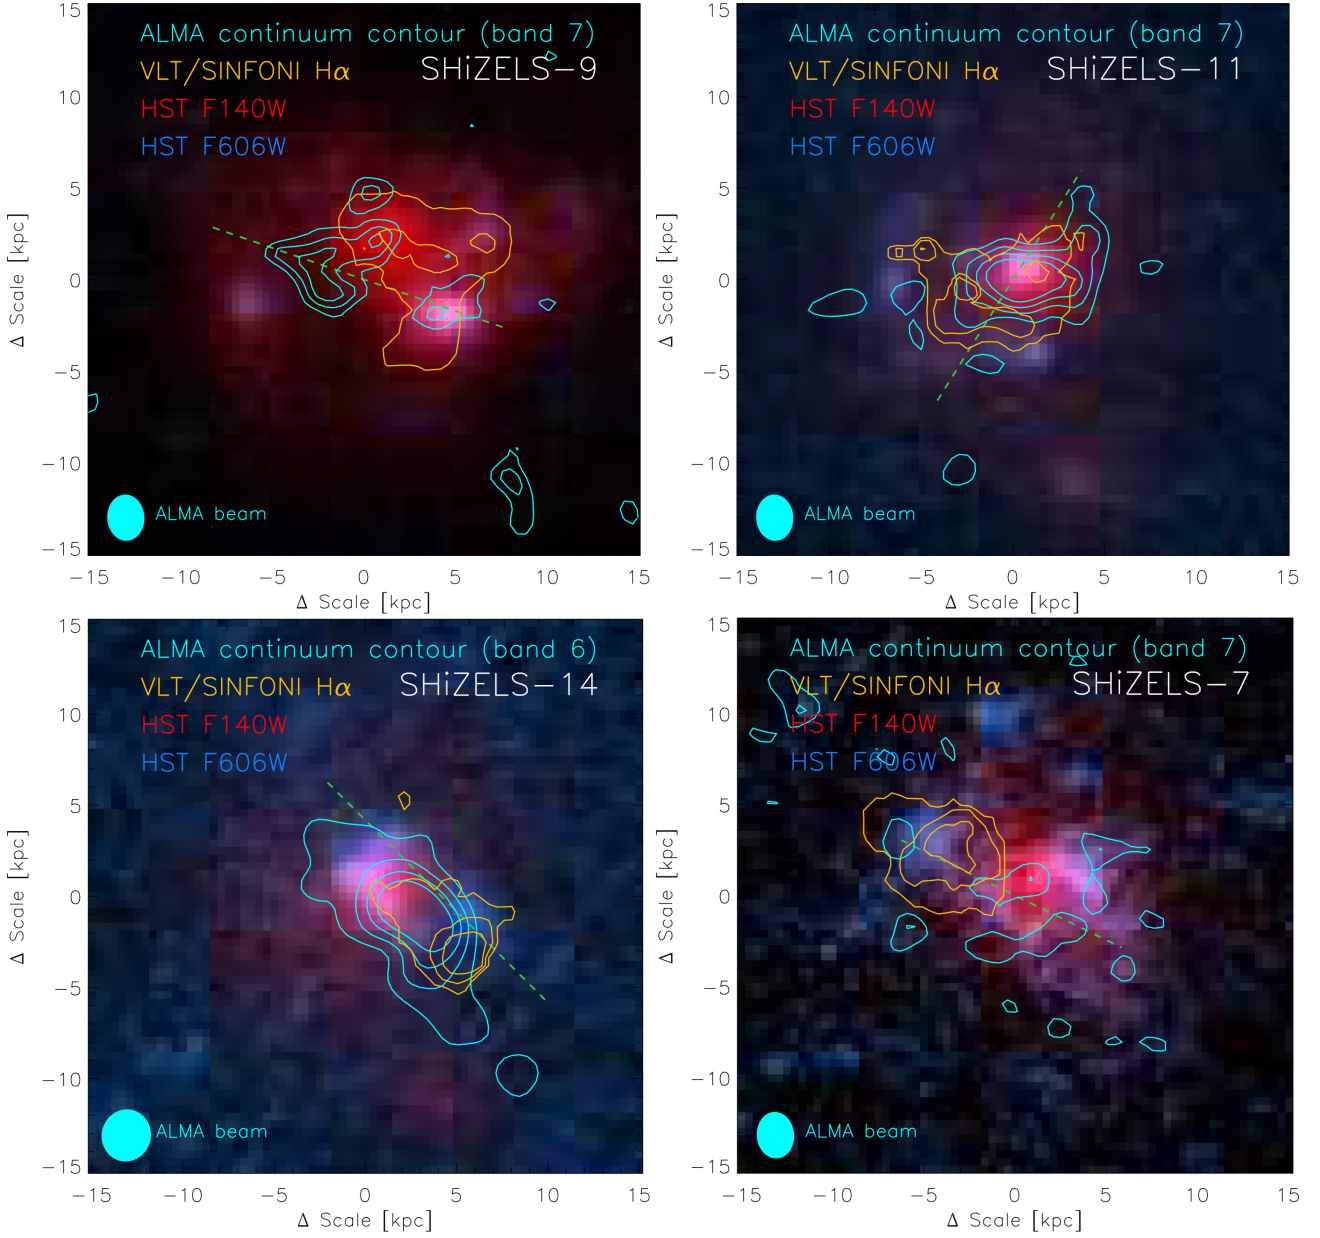 ALMA continuum contour (band 7)
VLT/SINFONI Hα SHiZELS−9
HST F140W
HST F606W
ALMA beam
15
10
5
0
−5
−10
−15
Δ Scale [kpc]
−15 −10 −5 0 5 10 15
Δ Scale [kpc]
ALMA continuum contour (band 7)
VLT/SINFONI Hα SHiZELS−11
HST F140W
HST F606W
ALMA beam
15
10
5
0
−5
−10
−15
Δ Scale [kpc]
−15 −10 −5 0 5 10 15
Δ Scale [kpc]
ALMA continuum contour (band 6)
VLT/SINFONI Hα SHiZELS−14
HST F140W
HST F606W
ALMA beam
15
10
5
0
−5
−10
−15
Δ Scale [kpc]
−15 −10 −5 0 5 10 15
Δ Scale [kpc]
ALMA continuum contour (band 7)
VLT/SINFONI Hα SHiZELS−7
HST F140W
HST F606W
ALMA beam
15
10
5
0
−5
−10
−15
Δ Scale [kpc]
−15 −10 −5 0 5 10 15
Δ Scale [kpc]